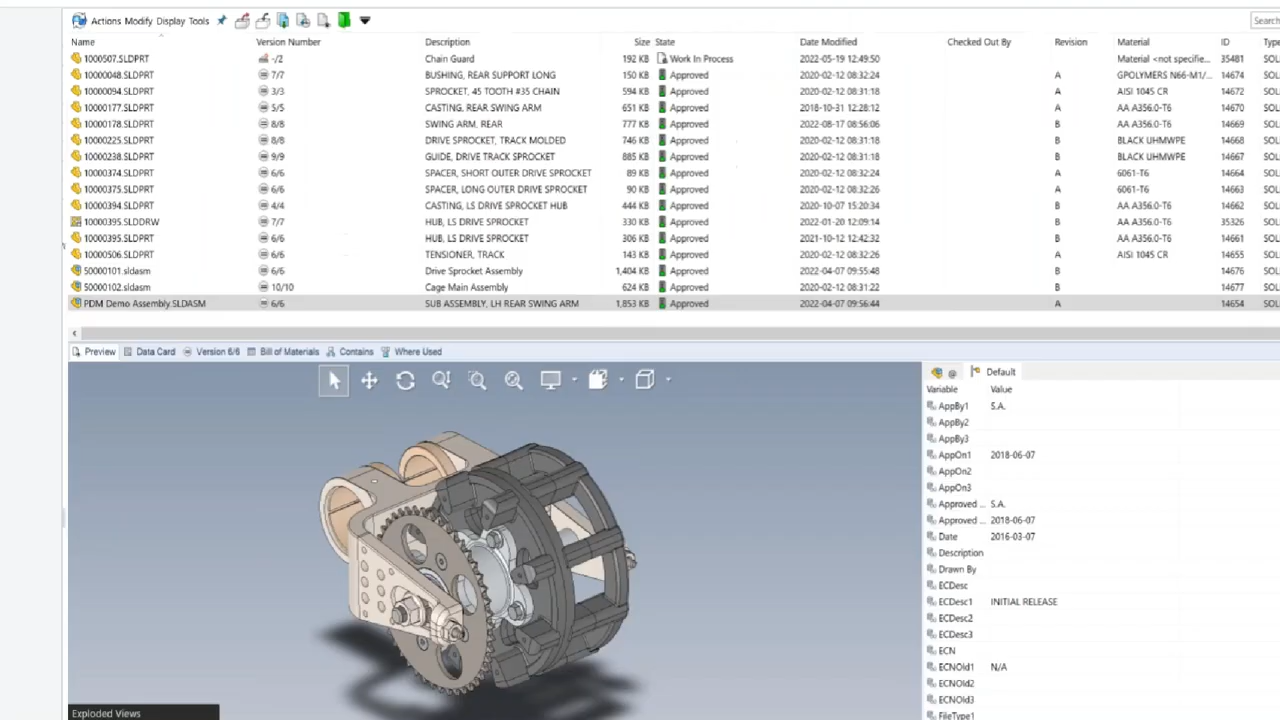 Actions Modify Display Tools Search
Name Version Number Description Size State Date Modified Checked Out By Revision Material ID Type
1000507.SLDPRT -/2 Chain Guard 192 KB Work In Process 2022-05-19 12:49:50 Material <not specifie... 35481 SOL
10000048.SLDPRT 7/7 BUSHING, REAR SUPPORT LONG 150 KB Approved 2020-02-12 08:32:24 A GPOLYMERS N66-M1/... 14674 SOL
10000094.SLDPRT 3/3 SPROCKET, 45 TOOTH #35 CHAIN 594 KB Approved 2020-02-12 08:31:18 A AISI 1045 CR 14672 SOL
10000177.SLDPRT 5/5 CASTING, REAR SWING ARM 651 KB Approved 2018-10-31 12:28:12 A AA A356.0-T6 14670 SOL
10000178.SLDPRT 8/8 SWING ARM, REAR 777 KB Approved 2022-08-17 08:56:06 B AA A356.0-T6 14669 SOL
10000225.SLDPRT 8/8 DRIVE SPROCKET, TRACK MOLDED 746 KB Approved 2020-02-12 08:31:18 B BLACK UHMWPE 14668 SOL
10000238.SLDPRT 9/9 GUIDE, DRIVE TRACK SPROCKET 885 KB Approved 2020-02-12 08:31:18 B BLACK UHMWPE 14667 SOL
10000374.SLDPRT 6/6 SPACER, SHORT OUTER DRIVE SPROCKET 89 KB Approved 2020-02-12 08:32:24 A 6061-T6 14664 SOL
10000375.SLDPRT 6/6 SPACER, LONG OUTER DRIVE SPROCKET 90 KB Approved 2020-02-12 08:32:26 A 6061-T6 14663 SOL
10000394.SLDPRT 4/4 CASTING, LS DRIVE SPROCKET HUB 444 KB Approved 2020-10-07 15:20:34 A AA A356.0-T6 14662 SOL
10000395.SLDDRW 7/7 HUB, LS DRIVE SPROCKET 330 KB Approved 2022-01-20 12:09:14 B AA A356.0-T6 35326 SOL
10000395.SLDPRT 6/6 HUB, LS DRIVE SPROCKET 306 KB Approved 2021-10-12 12:42:32 B AA A356.0-T6 14661 SOL
10000506.SLDPRT 6/6 TENSIONER, TRACK 143 KB Approved 2020-02-12 08:32:26 A AISI 1045 CR 14655 SOL
50000101.sldasm 6/6 Drive Sprocket Assembly 1,404 KB Approved 2022-04-07 09:55:48 B 14676 SOL
50000102.sldasm 10/10 Cage Main Assembly 624 KB Approved 2020-02-12 08:31:22 B 14677 SOL
PDM Demo Assembly.SLDASM 6/6 SUB ASSEMBLY, LH REAR SWING ARM 1,853 KB Approved 2022-04-07 09:56:44 A 14654 SOL
Preview Data Card Version 6/6 Bill of Materials Contains Where Used
@ Default
Variable Value
AppBy1 S.A.
AppBy2
AppBy3
AppOn1 2018-06-07
AppOn2
AppOn3
Approved ... S.A.
Approved ... 2018-06-07
Date 2016-03-07
Description
Drawn By
ECDesc
ECDesc1 INITIAL RELEASE
ECDesc2
ECDesc3
ECN
ECNOld1 N/A
ECNOld2
ECNOld3
FileType1
Exploded Views